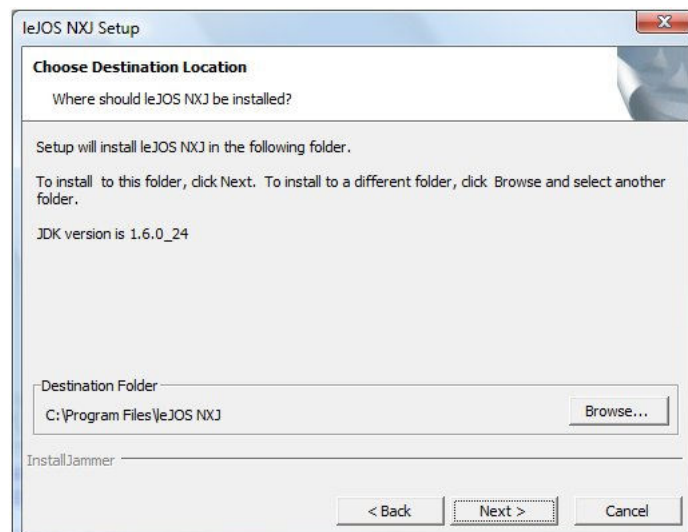 leJOS NXJ Setup
X
Choose Destination Location
Where should leJOS NXJ be installed?
Setup will install leJOS NXJ in the following folder.
To install to this folder, click Next. To install to a different folder, click Browse and select another
folder.
JDK version is 1.6.0_24
Destination Folder
C:\Program Files\leJOS NXJ
Browse...
InstallJammer
< Back
Next >
Cancel